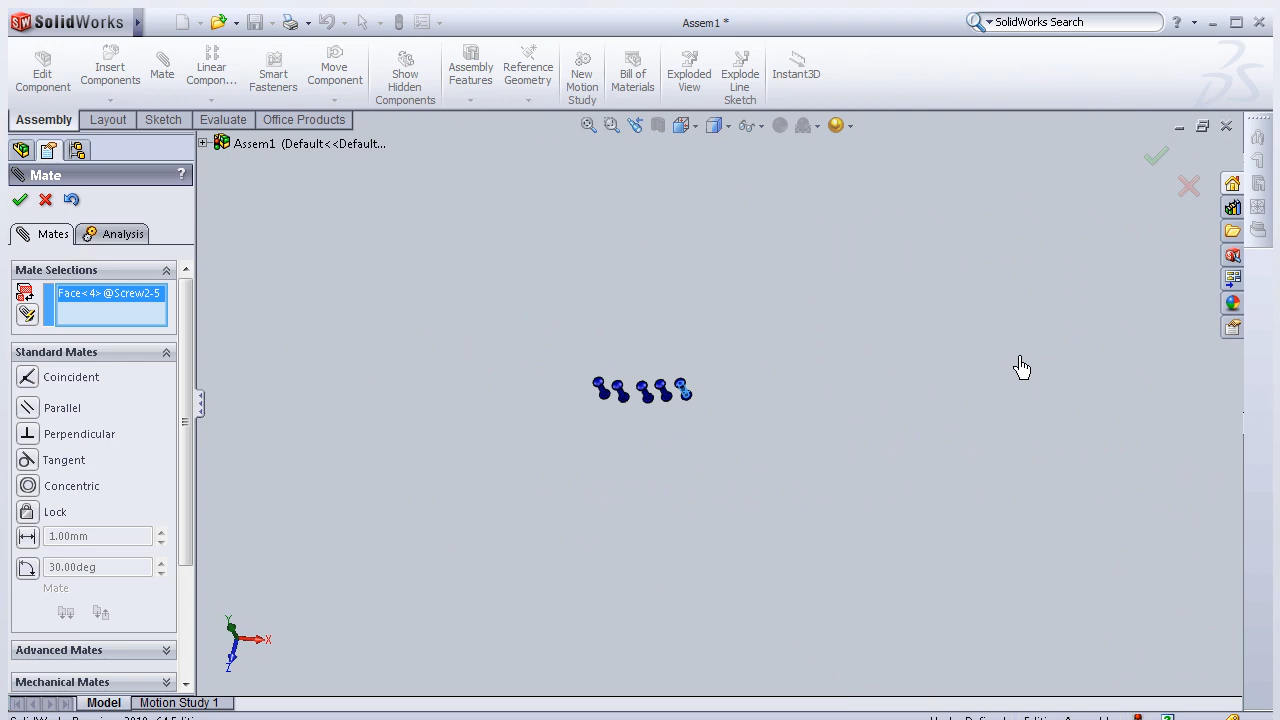 SolidWorks
Assem1 *
SolidWorks Search
Edit Component
Insert Components
Mate
Linear Compon...
Smart Fasteners
Move Component
Show Hidden Components
Assembly Features
Reference Geometry
New Motion Study
Bill of Materials
Exploded View
Explode Line Sketch
Instant3D
Assembly
Layout
Sketch
Evaluate
Office Products
Assem1 (Default<<Default...
Mate
?
Mates
Analysis
Mate Selections
Face<4>@Screw2-5
Standard Mates
Coincident
Parallel
Perpendicular
Tangent
Concentric
Lock
1.00mm
30.00deg
Mate
Advanced Mates
Mechanical Mates
Y
X
Z
Model
Motion Study 1